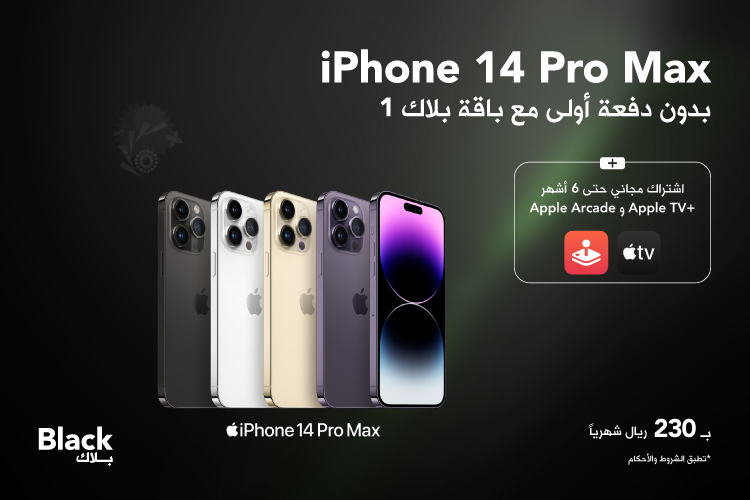 iPhone 14 Pro Max
بدون دفعة أولى مع باقة بلاك 1
+
اشتراك مجاني حتى 6 أشهر
Apple TV+ و Apple Arcade
tv
iPhone 14 Pro Max
Black
بلاك
بـ 230 ريال شهرياً
*تطبق الشروط والأحكام